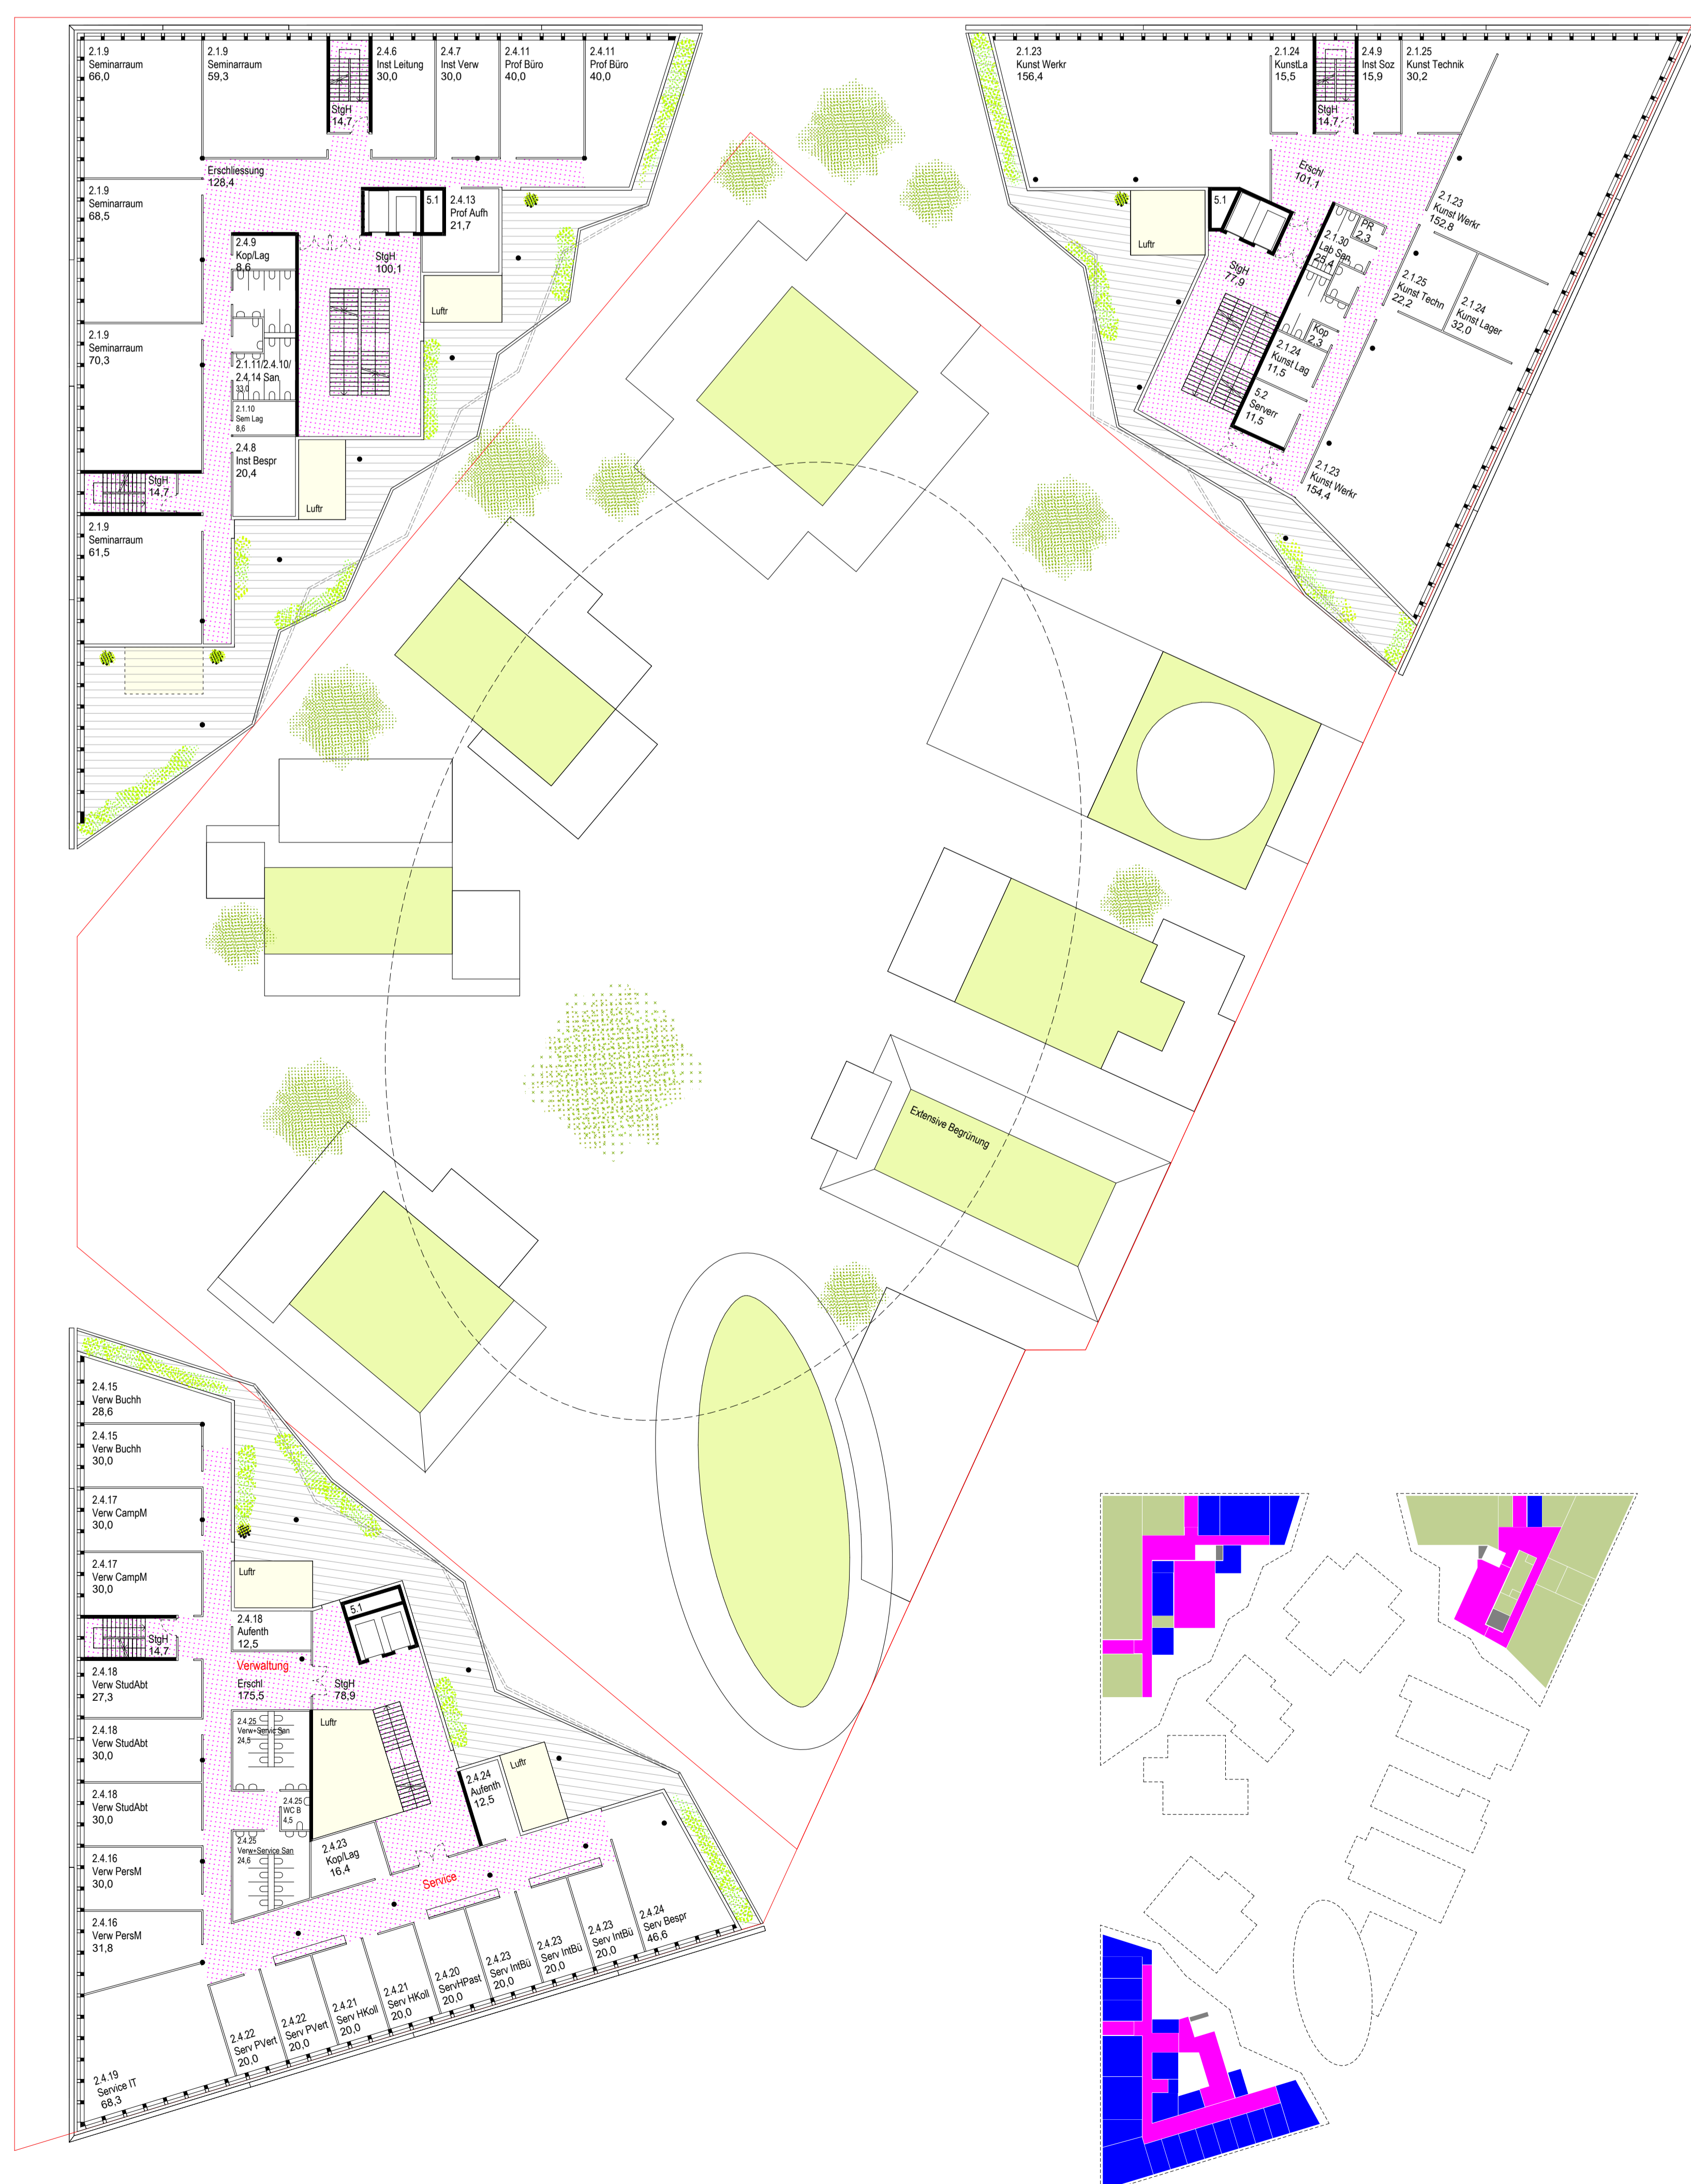 2.1.9
Seminarraum
66,0
2.1.9
Seminarraum
59,3
StgH
14,7
2.4.6
Inst Leitung
30,0
2.4.7
Inst Verw
30,0
2.4.11
Prof Büro
40,0
2.4.11
Prof Büro
40,0
Erschliessung
128,4
2.1.9
Seminarraum
68,5
5.1
2.4.13
Prof Aufh
21,7
2.4.9
Kop/Lag
8,6
StgH
100,1
Luftr
2.1.9
Seminarraum
70,3
2.1.11/2.4.10/
2.4.14 San
33,0
2.1.10
Sem Lag
8,6
2.4.8
Inst Bespr
20,4
StgH
14,7
Luftr
2.1.9
Seminarraum
61,5
2.1.23
Kunst Werkr
156,4
2.1.24
KunstLa
15,5
StgH
14,7
2.4.9
Inst Soz
15,9
2.1.25
Kunst Technik
30,2
Erschl
101,1
5.1
Luftr
StgH
77,9
PR
2,3
2.1.30
Lab San
25,4
2.1.23
Kunst Werkr
152,8
2.1.25
Kunst Techn
22,2
2.1.24
Kunst Lager
32,0
Kop
2,3
2.1.24
Kunst Lag
11,5
5.2
Serverr
11,5
2.1.23
Kunst Werkr
154,4
Extensive Begrünung
2.4.15
Verw Buchh
28,6
2.4.15
Verw Buchh
30,0
2.4.17
Verw CampM
30,0
2.4.17
Verw CampM
30,0
Luftr
5.1
2.4.18
Aufenth
12,5
StgH
14,7
Verwaltung
Erschl
175,5
StgH
78,9
2.4.18
Verw StudAbt
27,3
2.4.25
Verw+Servic San
24,5
Luftr
2.4.18
Verw StudAbt
30,0
2.4.24
Aufenth
12,5
Luftr
2.4.18
Verw StudAbt
30,0
2.4.25
WC B
4,5
2.4.25
Verw+Service San
24,6
2.4.23
Kop/Lag
16,4
2.4.16
Verw PersM
30,0
Service
2.4.16
Verw PersM
31,8
2.4.19
Service IT
68,3
2.4.22
Serv PVert
20,0
2.4.22
Serv PVert
20,0
2.4.21
Serv HKoll
20,0
2.4.21
Serv HKoll
20,0
2.4.20
ServHPast
20,0
2.4.23
Serv IntBü
20,0
2.4.23
Serv IntBü
20,0
2.4.23
Serv IntBü
20,0
2.4.24
Serv Bespr
46,6